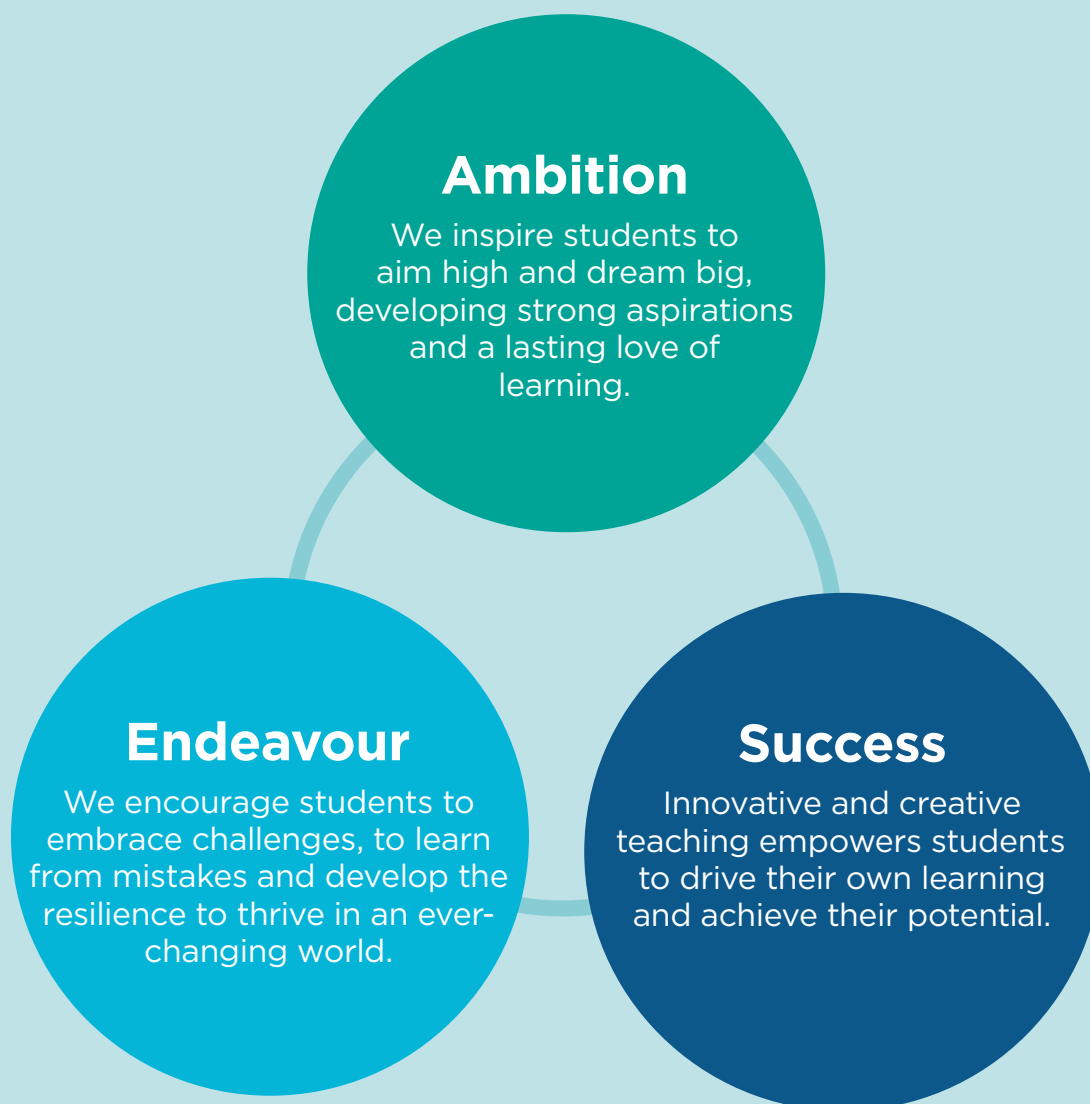 Ambition
We inspire students to
aim high and dream big,
developing strong aspirations
and a lasting love of
learning.
Endeavour
We encourage students to
embrace challenges, to learn
from mistakes and develop the
resilience to thrive in an ever-
changing world.
Success
Innovative and creative
teaching empowers students
to drive their own learning
and achieve their potential.